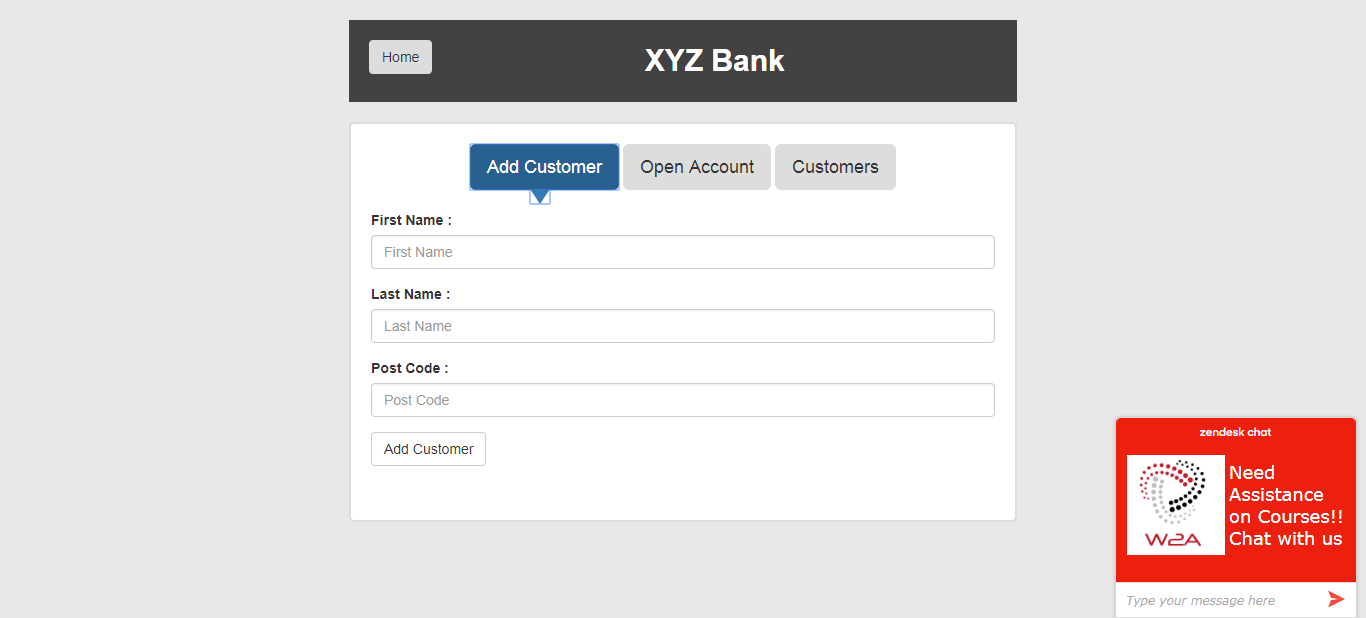 Home
XYZ Bank
Add Customer
Open Account
Customers
First Name :
First Name
Last Name :
Last Name
Post Code :
Post Code
Add Customer
zendesk chat
W2A
Need
Assistance
on Courses!!
Chat with us
Type your message here